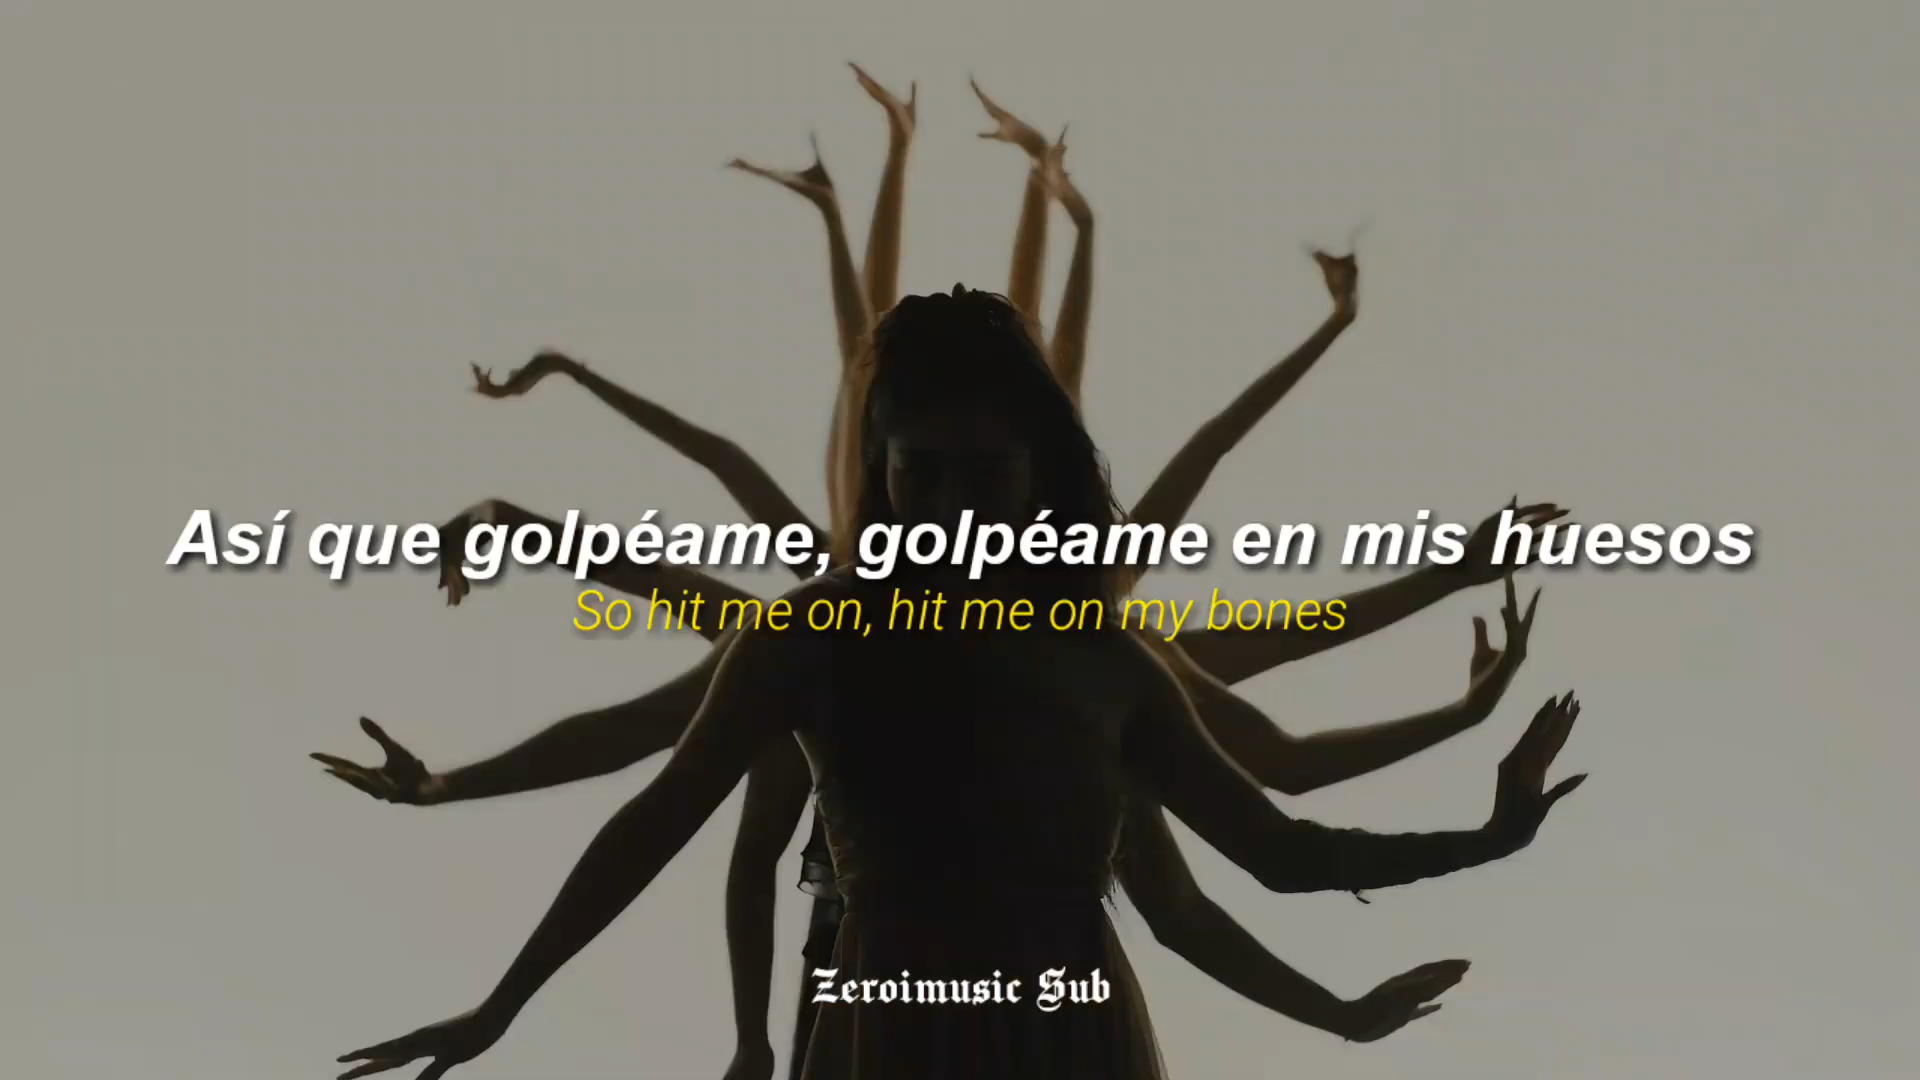 Así que golpéame, golpéame en mis huesos
So hit me on, hit me on my bones
Zeroimusic Sub